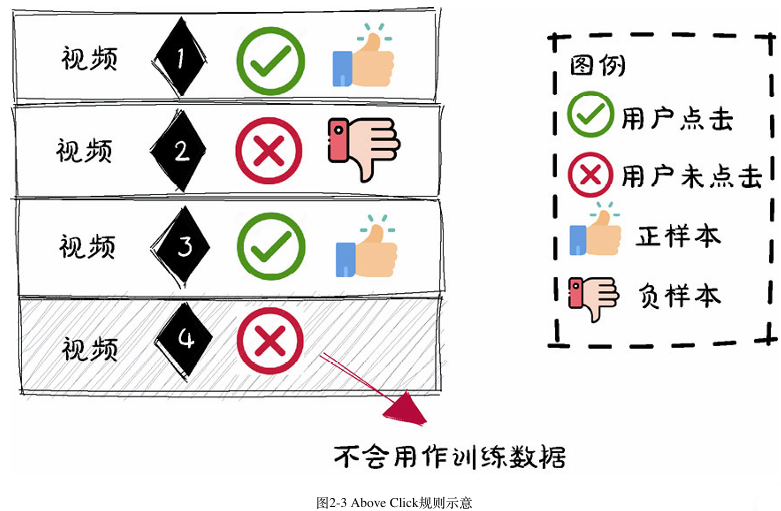 视频 1
视频 2
视频 3
视频 4
不会用作训练数据
图例
用户点击
用户未点击
正样本
负样本
图2-3 Above Click规则示意